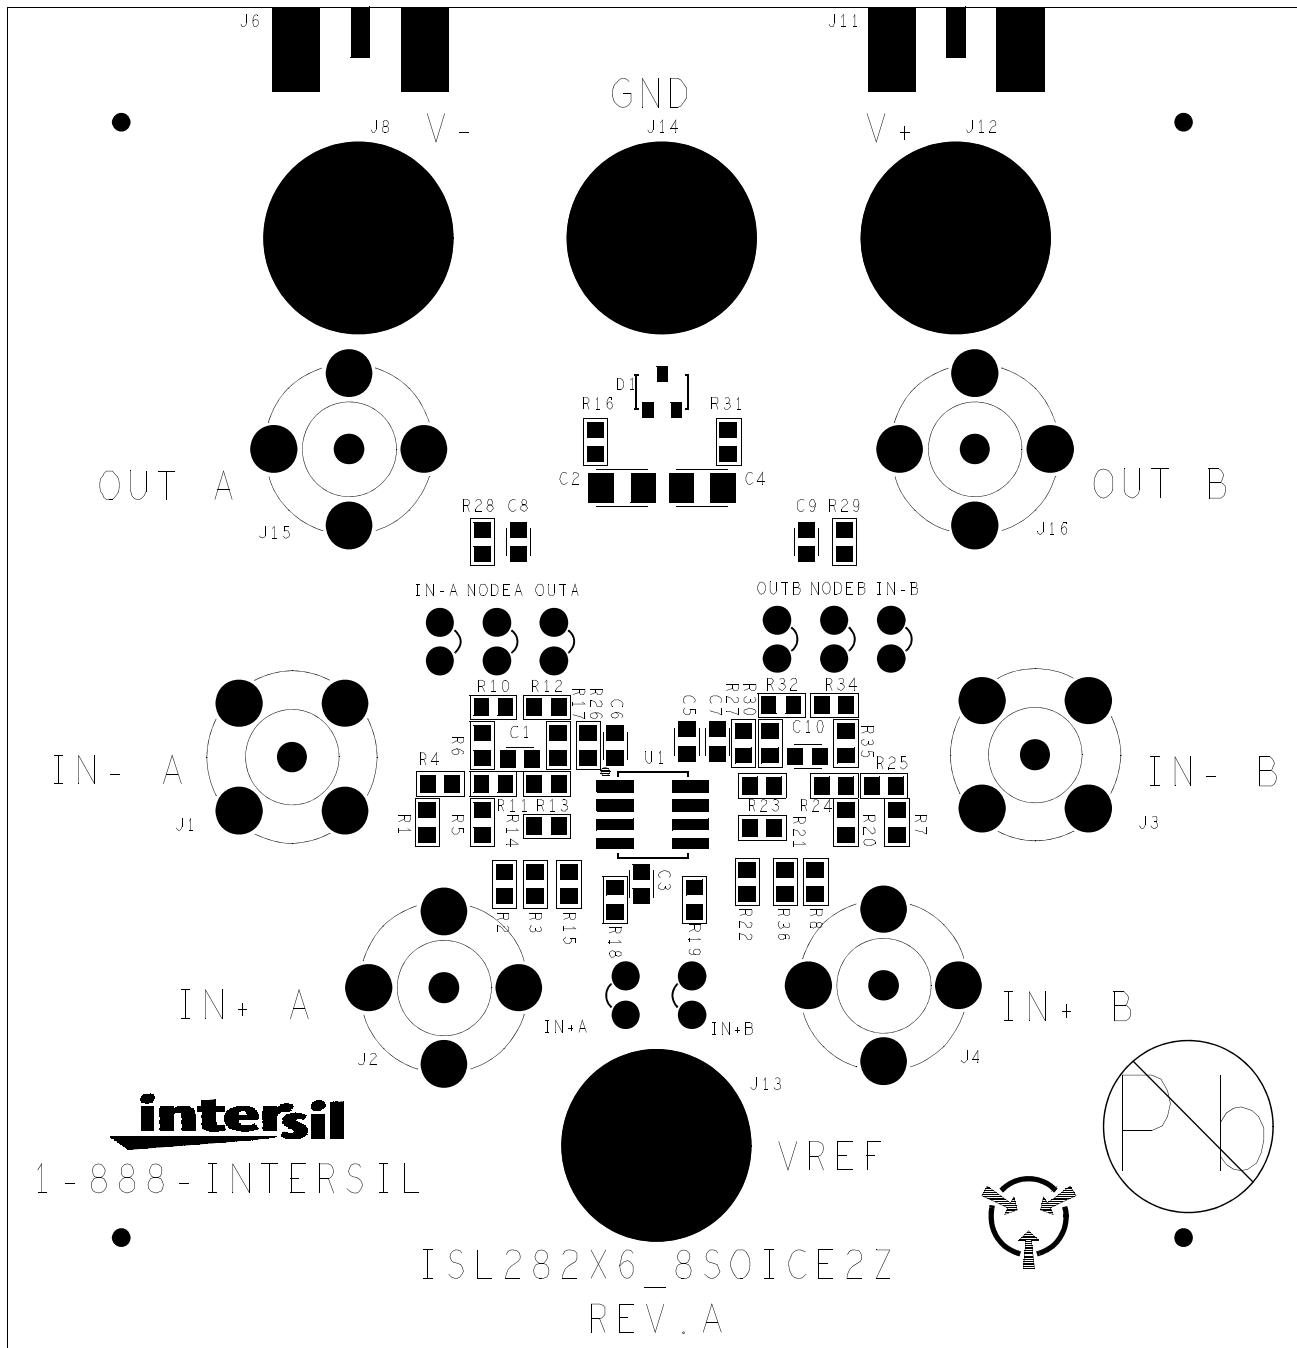 J6
J11
GND
J8
V-
J14
V+
J12
D1
R16
R31
C2
C4
OUT A
OUT B
J15
J16
R28
C8
C9
R29
IN-A NODEA OUTA
OUTB NODEB IN-B
R10
R12
R17
R26
C6
C5
C7
R27
R30
R32
R34
R6
C1
U1
C10
R35
R4
R25
IN- A
IN- B
R11
R13
R23
R24
J1
R1
R5
R14
R21
R20
R7
J3
R2
R3
R15
R18
C3
R19
R22
R36
R8
IN+ A
IN+ B
IN+A
IN+B
J2
J4
J13
VREF
intersil
1-888-INTERSIL
Pb
ISL282X6_8SOICE2Z
REV.A